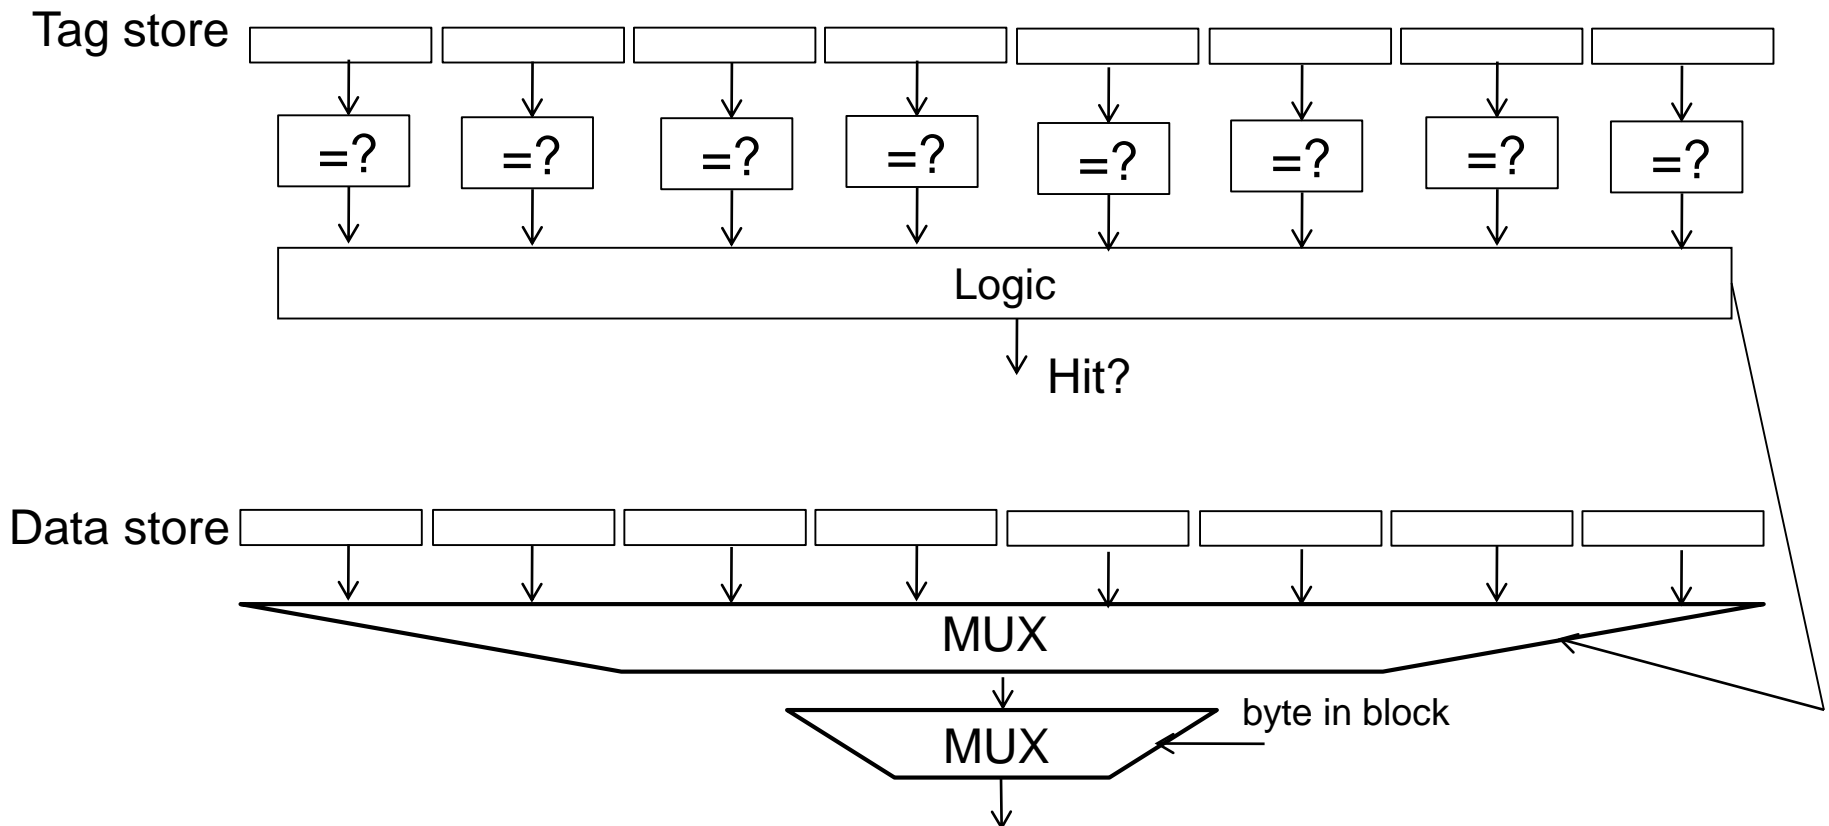 Tag store
=?
=?
=?
=?
=?
=?
=?
=?
Logic
Hit?
Data store
MUX
byte in block
MUX